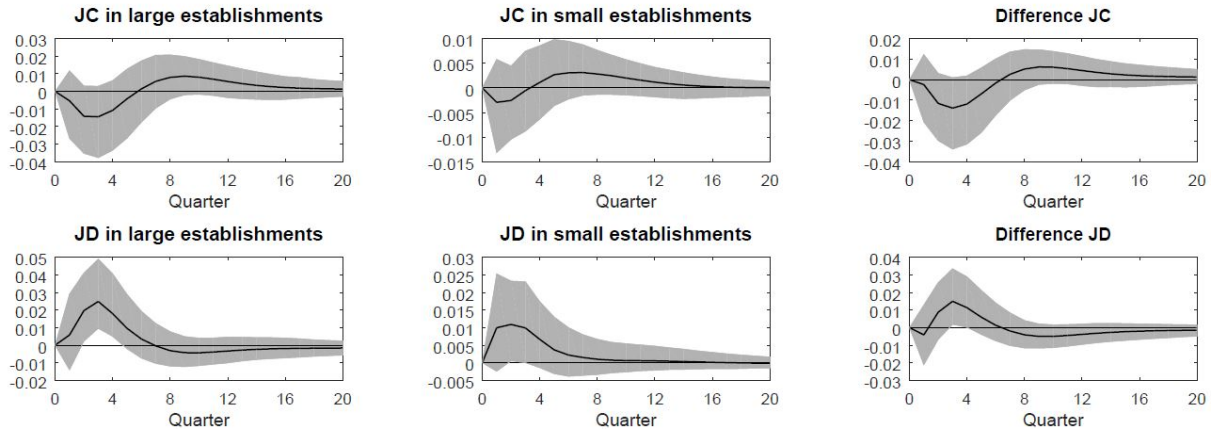 JC in large establishments
0.03
0.02
0.01
0
-0.01
-0.02
-0.03
-0.04
0 4 8 12 16 20
Quarter
JC in small establishments
0.01
0.005
0
-0.005
-0.01
-0.015
0 4 8 12 16 20
Quarter
Difference JC
0.02
0.01
0
-0.01
-0.02
-0.03
-0.04
0 4 8 12 16 20
Quarter
JD in large establishments
0.05
0.04
0.03
0.02
0.01
0
-0.01
-0.02
0 4 8 12 16 20
Quarter
JD in small establishments
0.03
0.025
0.02
0.015
0.01
0.005
0
-0.005
0 4 8 12 16 20
Quarter
Difference JD
0.04
0.03
0.02
0.01
0
-0.01
-0.02
-0.03
0 4 8 12 16 20
Quarter